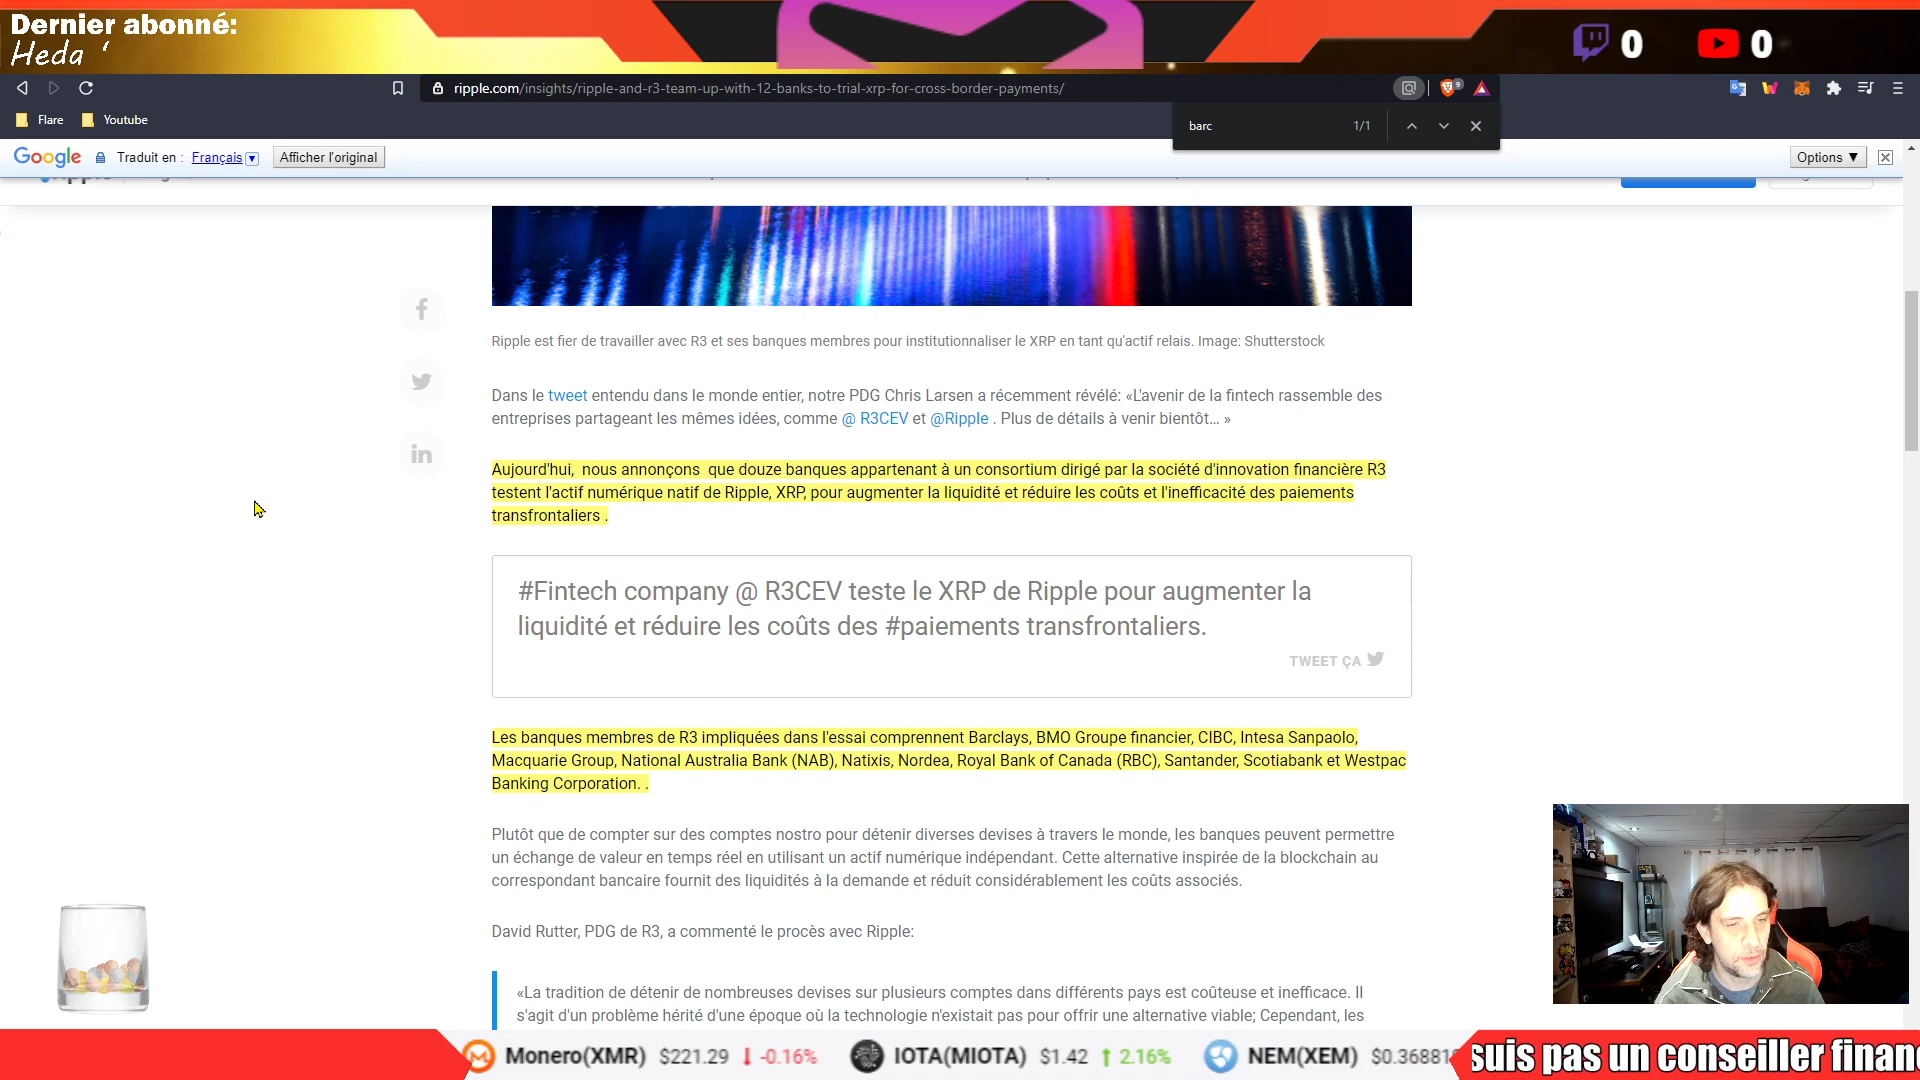 Dernier abonné:
Heda ‘
0
0
ripple.com/insights/ripple-and-r3-team-up-with-12-banks-to-trial-xrp-for-cross-border-payments/
9
Flare
Youtube
barc
1/1
Google
Traduit en :
Français
Afficher l'original
Options ▼
Ripple est fier de travailler avec R3 et ses banques membres pour institutionnaliser le XRP en tant qu'actif relais. Image: Shutterstock
Dans le tweet entendu dans le monde entier, notre PDG Chris Larsen a récemment révélé: «L'avenir de la fintech rassemble des
entreprises partageant les mêmes idées, comme @ R3CEV et @Ripple . Plus de détails à venir bientôt… »
Aujourd'hui, nous annonçons que douze banques appartenant à un consortium dirigé par la société d'innovation financière R3
testent l'actif numérique natif de Ripple, XRP, pour augmenter la liquidité et réduire les coûts et l'inefficacité des paiements
transfrontaliers .
#Fintech company @ R3CEV teste le XRP de Ripple pour augmenter la
liquidité et réduire les coûts des #paiements transfrontaliers.
TWEET ÇA
Les banques membres de R3 impliquées dans l'essai comprennent Barclays, BMO Groupe financier, CIBC, Intesa Sanpaolo,
Macquarie Group, National Australia Bank (NAB), Natixis, Nordea, Royal Bank of Canada (RBC), Santander, Scotiabank et Westpac
Banking Corporation. .
Plutôt que de compter sur des comptes nostro pour détenir diverses devises à travers le monde, les banques peuvent permettre
un échange de valeur en temps réel en utilisant un actif numérique indépendant. Cette alternative inspirée de la blockchain au
correspondant bancaire fournit des liquidités à la demande et réduit considérablement les coûts associés.
David Rutter, PDG de R3, a commenté le procès avec Ripple:
«La tradition de détenir de nombreuses devises sur plusieurs comptes dans différents pays est coûteuse et inefficace. Il
s'agit d'un problème hérité d'une époque où la technologie n'existait pas pour offrir une alternative viable; Cependant, les
Monero(XMR) $221.29 ⬇ -0.16%
IOTA(MIOTA) $1.42 ⬆ 2.16%
NEM(XEM) $0.36881
suis pas un conseiller financ